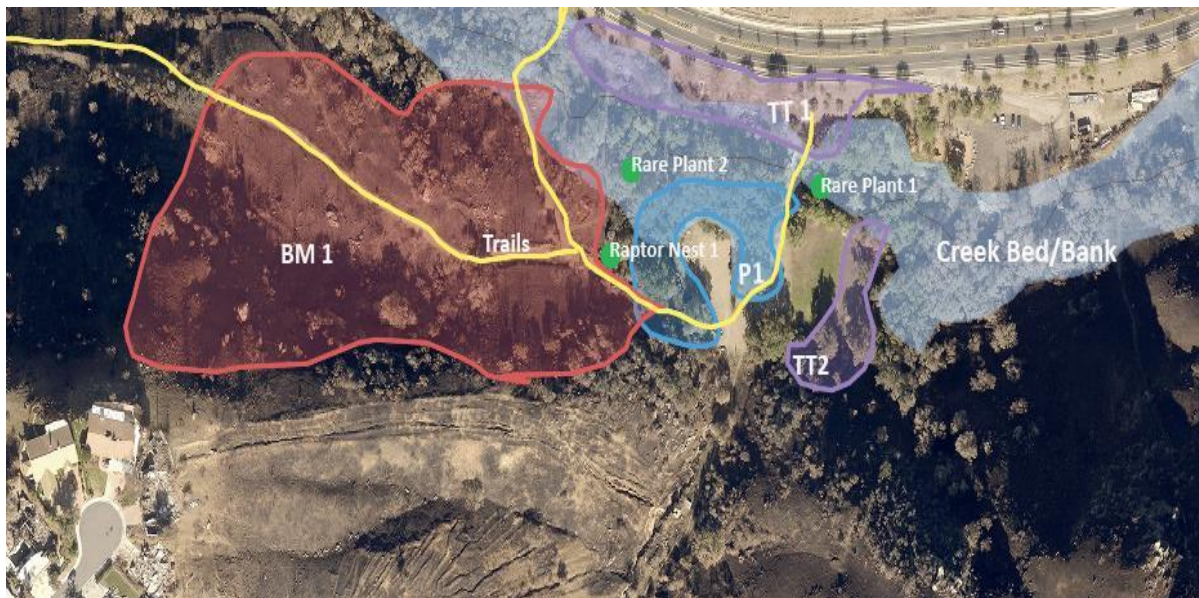 TT 1
Rare Plant 2
Rare Plant 1
Trails
Raptor Nest 1
BM 1
P1
Creek Bed/Bank
TT2